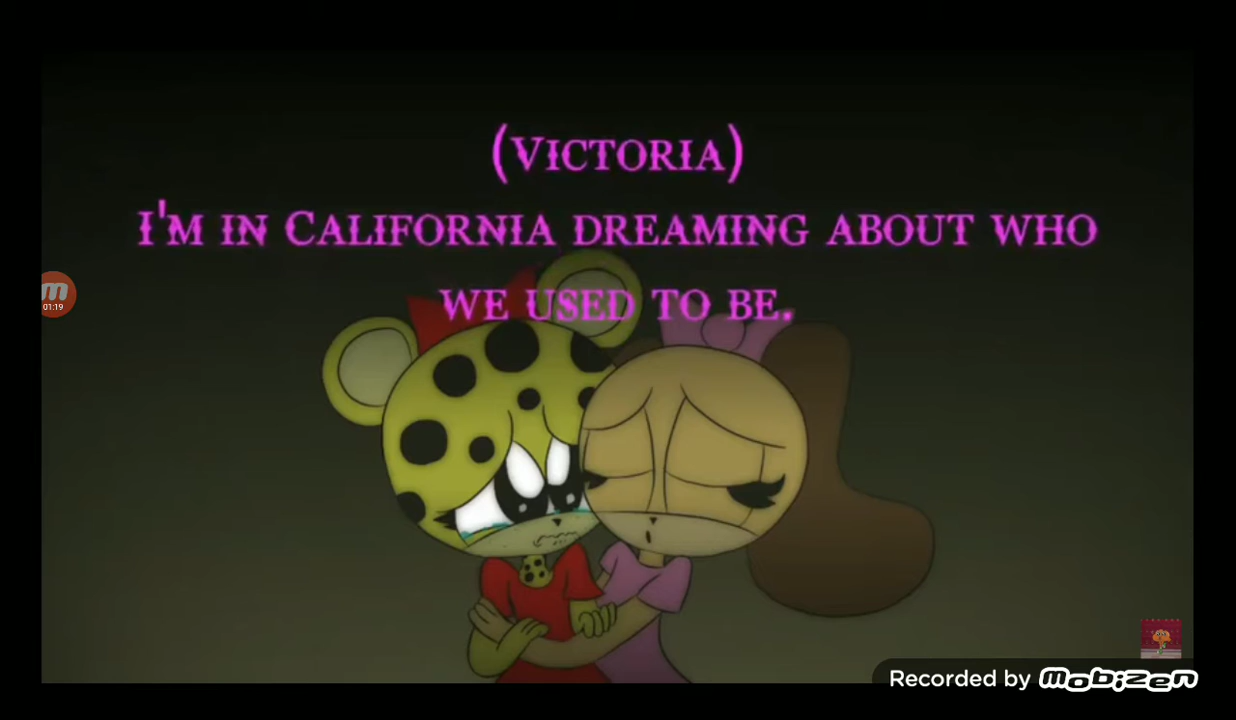 (Victoria)
I'm in California dreaming about who
we used to be.
01:19
Recorded by mobizen